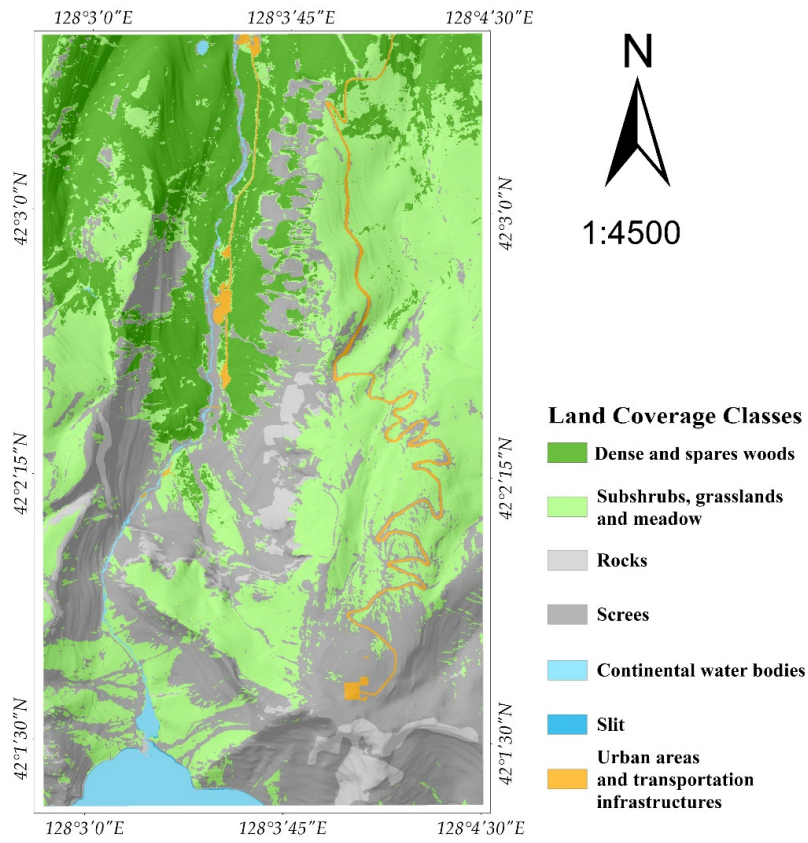 128°3′0″E 128°3′45″E 128°4′30″E
N
1:4500
42°3′0″N 42°3′0″N
42°2′15″N 42°2′15″N
42°1′30″N 42°1′30″N
Land Coverage Classes
Dense and spares woods
Subshrubs, grasslands
and meadow
Rocks
Screes
Continental water bodies
Slit
Urban areas
and transportation
infrastructures
128°3′0″E 128°3′45″E 128°4′30″E